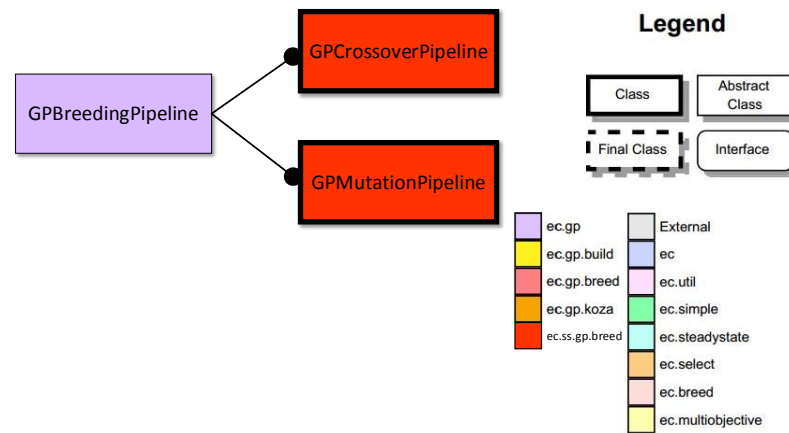 GPCrossoverPipeline
GPBreedingPipeline
GPMutationPipeline
Legend
Class
Abstract
Class
Final Class
Interface
ec.gp
ec.gp.build
ec.gp.breed
ec.gp.koza
ec.ss.gp.breed
External
ec
ec.util
ec.simple
ec.steadystate
ec.select
ec.breed
ec.multiobjective